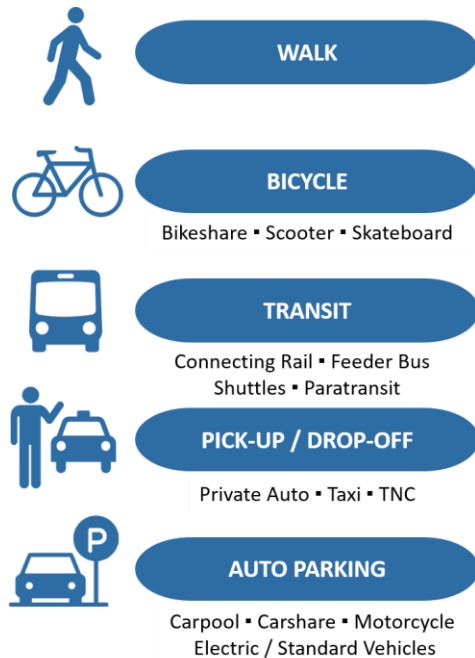 WALK
BICYCLE
Bikeshare ▪ Scooter ▪ Skateboard
TRANSIT
Connecting Rail ▪ Feeder Bus
Shuttles ▪ Paratransit
PICK-UP / DROP-OFF
Private Auto ▪ Taxi ▪ TNC
P
AUTO PARKING
Carpool ▪ Carshare ▪ Motorcycle
Electric / Standard Vehicles